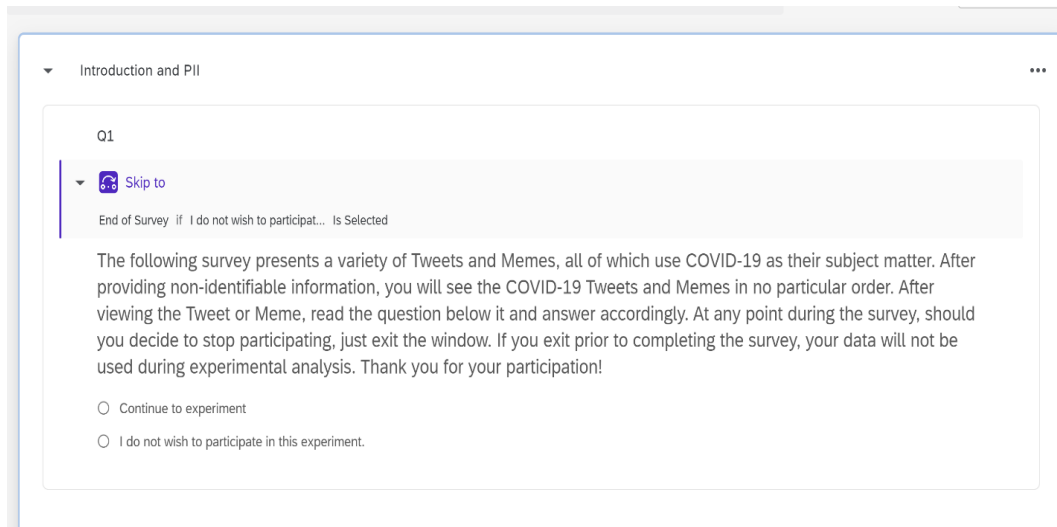 Introduction and PII
Q1
Skip to
End of Survey if I do not wish to participat... Is Selected
The following survey presents a variety of Tweets and Memes, all of which use COVID-19 as their subject matter. After
providing non-identifiable information, you will see the COVID-19 Tweets and Memes in no particular order. After
viewing the Tweet or Meme, read the question below it and answer accordingly. At any point during the survey, should
you decide to stop participating, just exit the window. If you exit prior to completing the survey, your data will not be
used during experimental analysis. Thank you for your participation!
Continue to experiment
I do not wish to participate in this experiment.